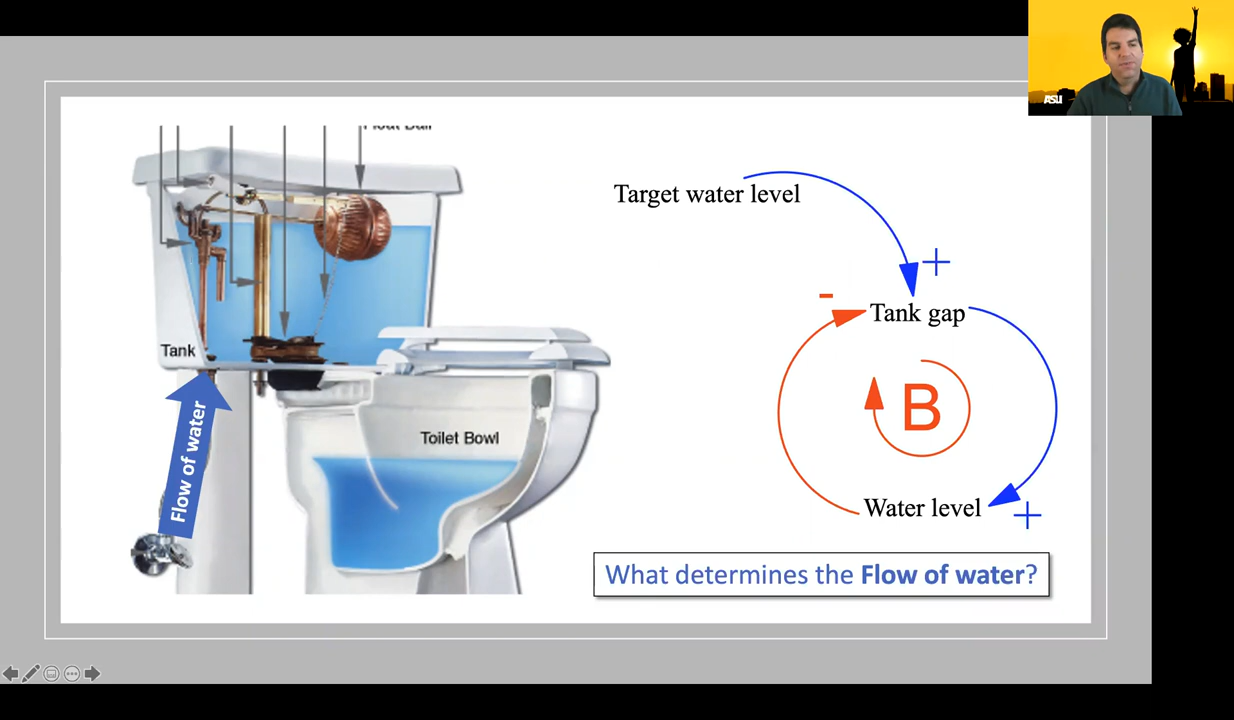 ASU
Target water level
+
-
Tank gap
Tank
B
Flow of water
Toilet Bowl
Water level
+
What determines the Flow of water?